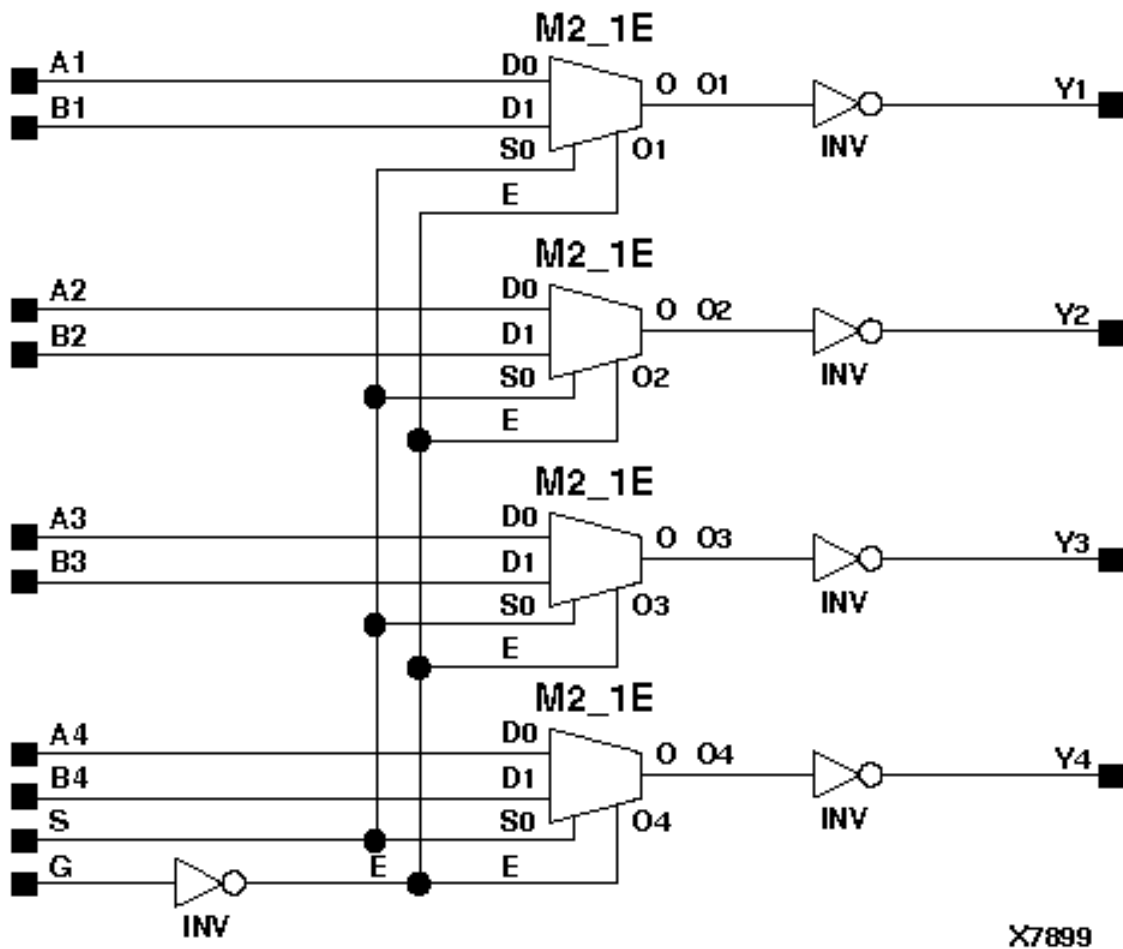 M2_1E
A1 D0 O O1 Y1
B1 D1
S0 O1 INV
E
M2_1E
A2 D0 O O2 Y2
B2 D1
S0 O2 INV
E
M2_1E
A3 D0 O O3 Y3
B3 D1
S0 O3 INV
E
M2_1E
A4 D0 O O4 Y4
B4 D1
S S0 O4 INV
G E E
INV
X7899